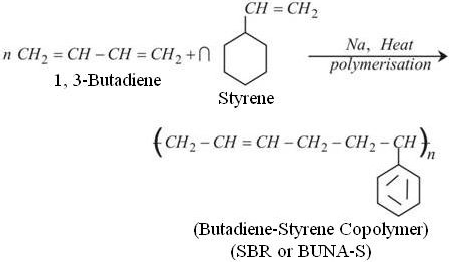 CH = CH₂
n CH₂ = CH – CH = CH₂ + ∩
Na, Heat
polymerisation
1, 3-Butadiene
Styrene
(CH₂ – CH = CH – CH₂ – CH₂ – CH)ₙ
(Butadiene-Styrene Copolymer)
(SBR or BUNA-S)